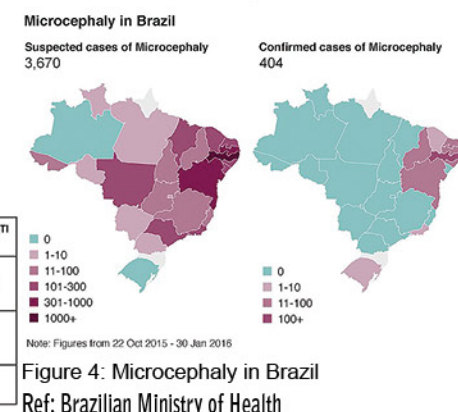 Microcephaly in Brazil
Suspected cases of Microcephaly
3,670
Confirmed cases of Microcephaly
404
TI
0
1-10
11-100
101-300
301-1000
1000+
0
1-10
11-100
100+
Note: Figures from 22 Oct 2015 - 30 Jan 2016
Figure 4: Microcephaly in Brazil
Ref: Brazilian Ministry of Health